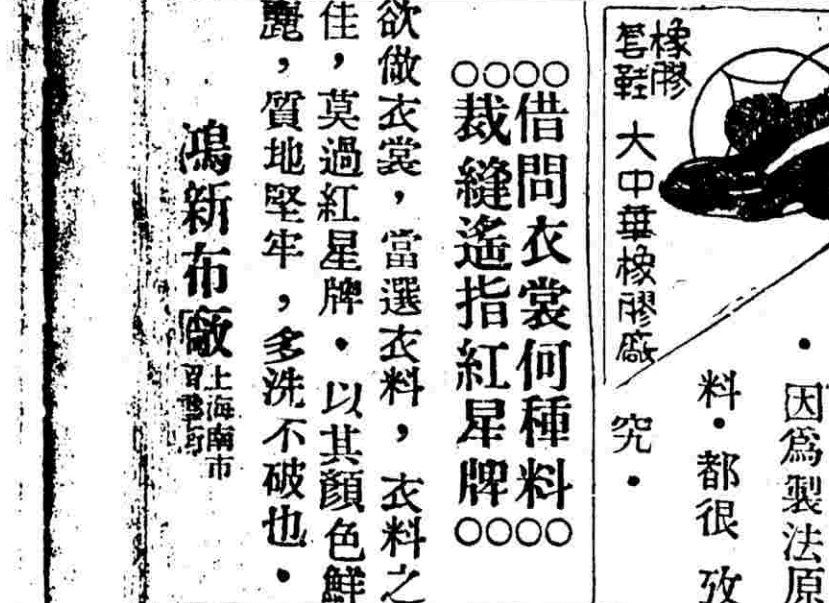 橡膠
套鞋
大中華橡膠廠
・因爲製法原
料・都很攷
究・
○○○○借問衣裳何種料○○○○
裁縫遙指紅星牌
欲做衣裳,當選衣料,衣料之
佳,莫過紅星牌・以其顏色鮮
麗,質地堅牢,多洗不破也・
鴻新布廠
上海南市